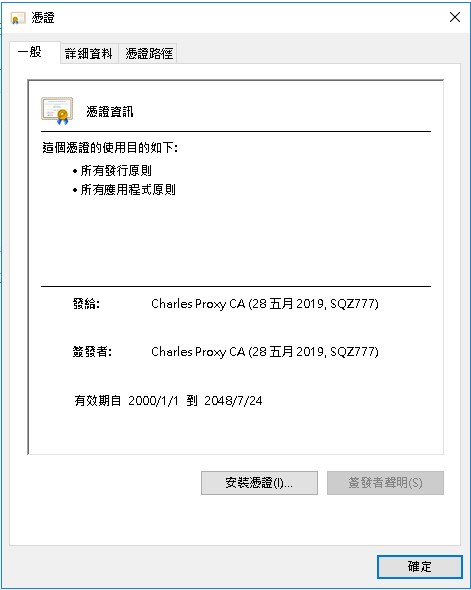 憑證
一般
詳細資料
憑證路徑
憑證資訊
這個憑證的使用目的如下:
• 所有發行原則
• 所有應用程式原則
發給: Charles Proxy CA (28 五月 2019, SQZ777)
簽發者: Charles Proxy CA (28 五月 2019, SQZ777)
有效期自 2000/1/1 到 2048/7/24
安裝憑證(I)...
簽發者聲明(S)
確定